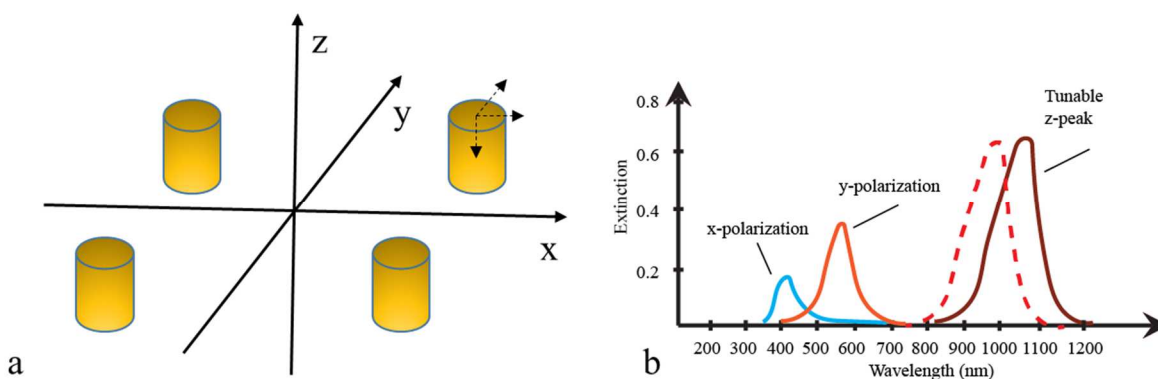 z
y
x
a
0.8
0.6
0.4
0.2
Extinction
x-polarization
y-polarization
Tunable
z-peak
200 300 400 500 600 700 800 900 1000 1100 1200
Wavelength (nm)
b